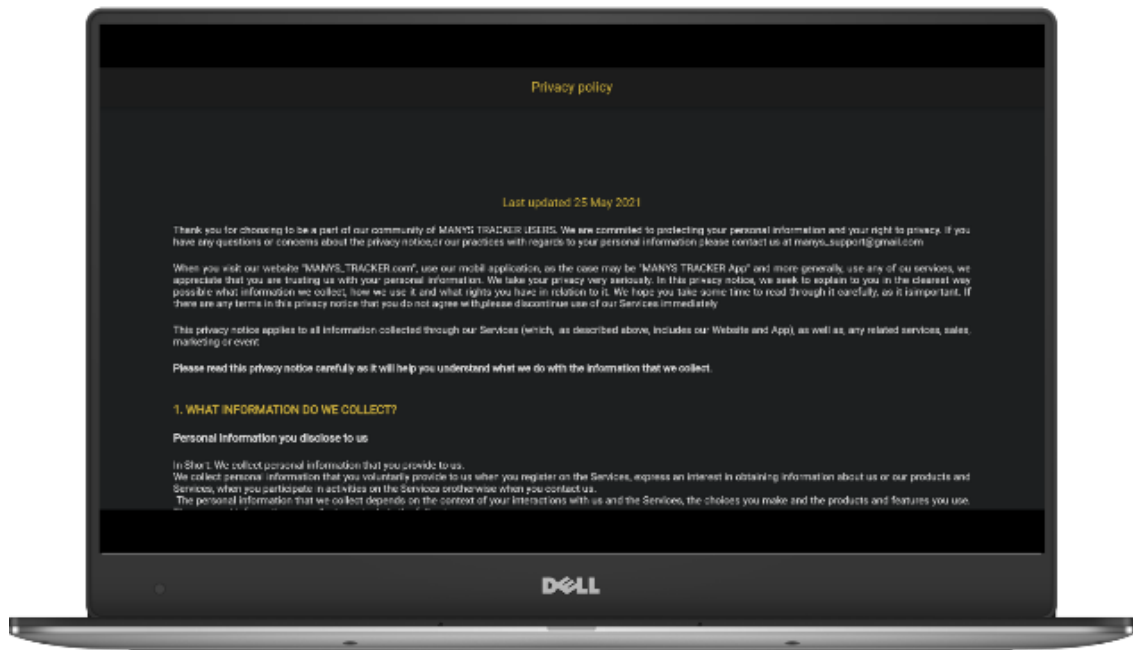 Privacy policy
Last updated 25 May 2021
Thank you for choosing to be a part of our community of MANYS TRACKER USERS. We are commited to protecting your personal information and your right to privacy. If you
have any questions or concerns about the privacy notice,or our practices with regards to your personal information please contact us at manys_support@gmail.com
When you visit our website "MANYS_TRACKER.com", use our mobil application, as the case may be "MANYS TRACKER App" and more generally, use any of ou services, we
appreciate that you are trusting us with your personal information. We take your privacy very seriously. In this privacy notice, we seek to explain to you in the clearest way
possible what information we collect, how we use it and what rights you have in relation to it. We hope you take some time to read through it carefully, as it isimportant. If
there are any terms in this privacy notice that you do not agree with,please discontinue use of our Services immediately
This privacy notice applies to all information collected through our Services (which, as described above, includes our Website and App), as well as, any related services, sales,
marketing or event
Please read this privacy notice carefully as it will help you understand what we do with the information that we collect.
1. WHAT INFORMATION DO WE COLLECT?
Personal Information you disclose to us
In Short: We collect personal information that you provide to us.
We collect personal information that you voluntarily provide to us when you register on the Services, express an interest in obtaining information about us or our products and
Services, when you participate in activities on the Services orotherwise when you contact us.
The personal information that we collect depends on the context of your interactions with us and the Services, the choices you make and the products and features you use.
DELL